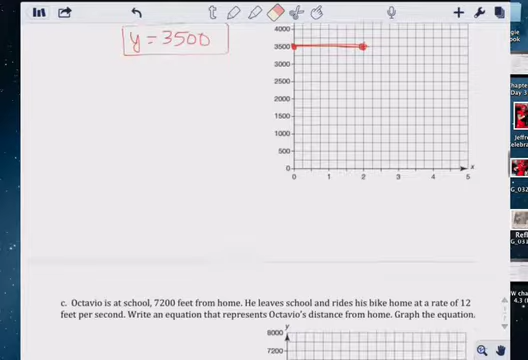 y = 3500
4000
3500
3000
2500
2000
1500
1000
500
0
0 1 2 3 4 5
x
c. Octavio is at school, 7200 feet from home. He leaves school and rides his bike home at a rate of 12
feet per second. Write an equation that represents Octavio's distance from home. Graph the equation.
y
8000
7200